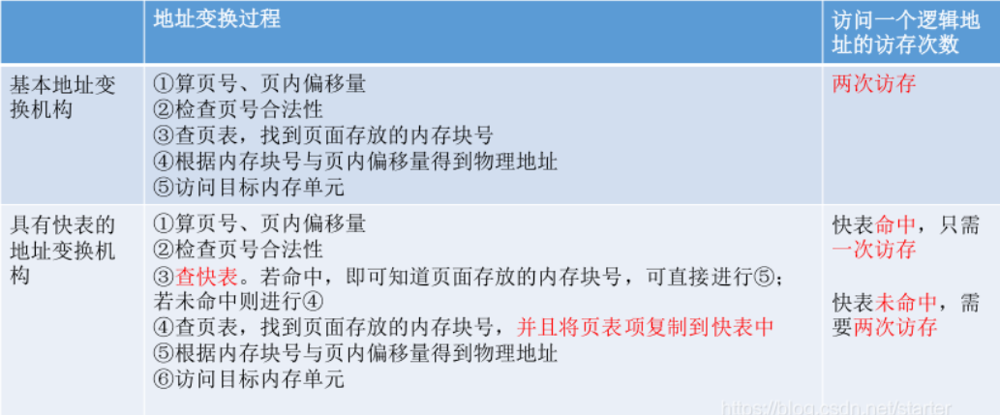 地址变换过程
访问一个逻辑地
址的访存次数
基本地址变
换机构
①算页号、页内偏移量
②检查页号合法性
③查页表，找到页面存放的内存块号
④根据内存块号与页内偏移量得到物理地址
⑤访问目标内存单元
两次访存
具有快表的
地址变换机
构
①算页号、页内偏移量
②检查页号合法性
③查快表。若命中，即可知道页面存放的内存块号，可直接进行⑤；
若未命中则进行④
④查页表，找到页面存放的内存块号，并且将页表项复制到快表中
⑤根据内存块号与页内偏移量得到物理地址
⑥访问目标内存单元
快表命中，只需
一次访存
快表未命中，需
要两次访存
https://blog.csdn.net/starter